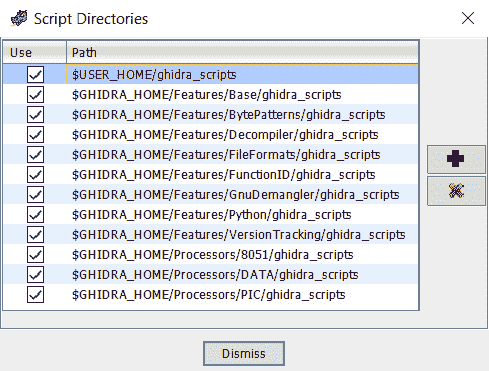 Script Directories
Use Path
$USER_HOME/ghidra_scripts
$GHIDRA_HOME/Features/Base/ghidra_scripts
$GHIDRA_HOME/Features/BytePatterns/ghidra_scripts
$GHIDRA_HOME/Features/Decompiler/ghidra_scripts
$GHIDRA_HOME/Features/FileFormats/ghidra_scripts
$GHIDRA_HOME/Features/FunctionID/ghidra_scripts
$GHIDRA_HOME/Features/GnuDemangler/ghidra_scripts
$GHIDRA_HOME/Features/Python/ghidra_scripts
$GHIDRA_HOME/Features/VersionTracking/ghidra_scripts
$GHIDRA_HOME/Processors/8051/ghidra_scripts
$GHIDRA_HOME/Processors/DATA/ghidra_scripts
$GHIDRA_HOME/Processors/PIC/ghidra_scripts
Dismiss